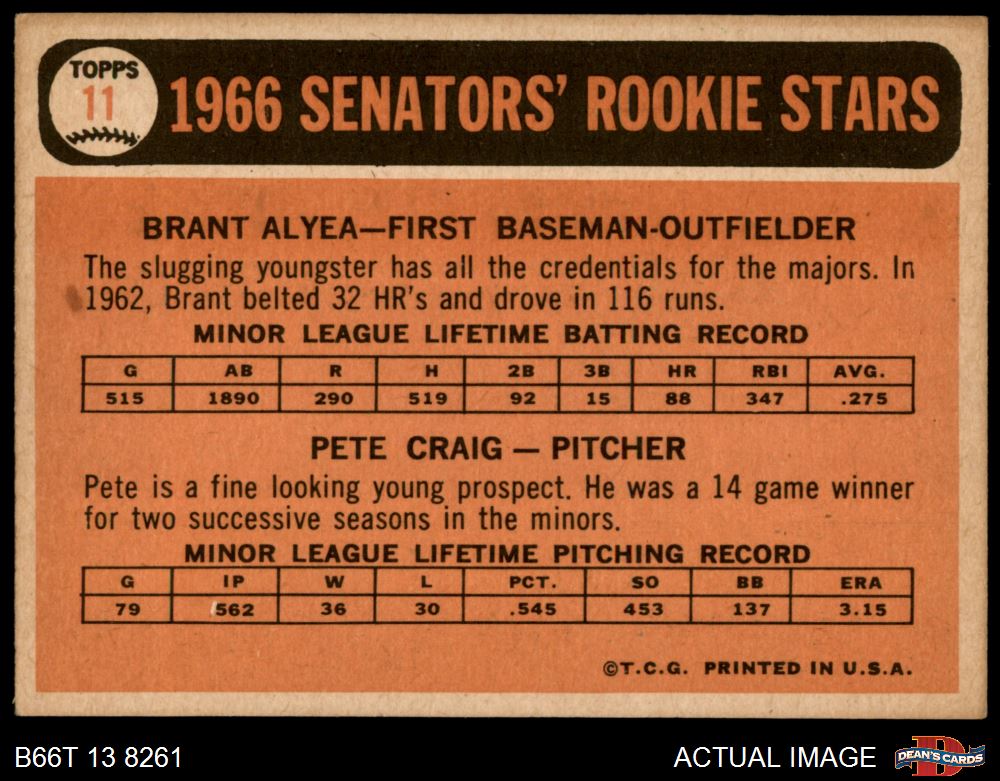 TOPPS
11
1966 SENATORS' ROOKIE STARS
BRANT ALYEA—FIRST BASEMAN-OUTFIELDER
The slugging youngster has all the credentials for the majors. In
1962, Brant belted 32 HR's and drove in 116 runs.
MINOR LEAGUE LIFETIME BATTING RECORD
G AB R H 2B 3B HR RBI AVG.
515 1890 290 519 92 15 88 347 .275
PETE CRAIG — PITCHER
Pete is a fine looking young prospect. He was a 14 game winner
for two successive seasons in the minors.
MINOR LEAGUE LIFETIME PITCHING RECORD
G IP W L PCT. SO BB ERA
79 562 36 30 .545 453 137 3.15
©T.C.G. PRINTED IN U.S.A.
B66T 13 8261 ACTUAL IMAGE D DEAN'S CARDS